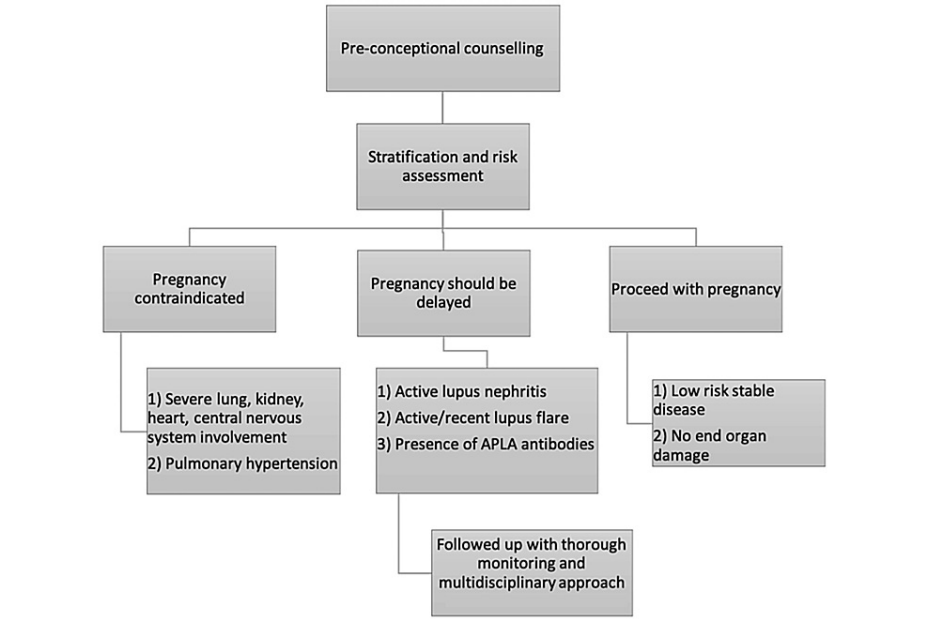 Pre-conceptional counselling
Stratification and risk
assessment
Pregnancy
contraindicated
Pregnancy should be
delayed
Proceed with pregnancy
1) Severe lung, kidney,
heart, central nervous
system involvement
2) Pulmonary hypertension
1) Active lupus nephritis
2) Active/recent lupus flare
3) Presence of APLA antibodies
1) Low risk stable
disease
2) No end organ
damage
Followed up with thorough
monitoring and
multidisciplinary approach